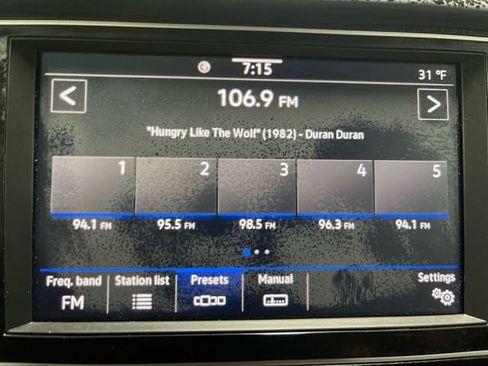 7:15
31 °F
106.9 FM
"Hungry Like The Wolf" (1982) - Duran Duran
1 2 3 4 5
94.1 FM 95.5 FM 98.5 FM 96.3 FM 94.1 FM
Freq. band Station list Presets Manual Settings
FM